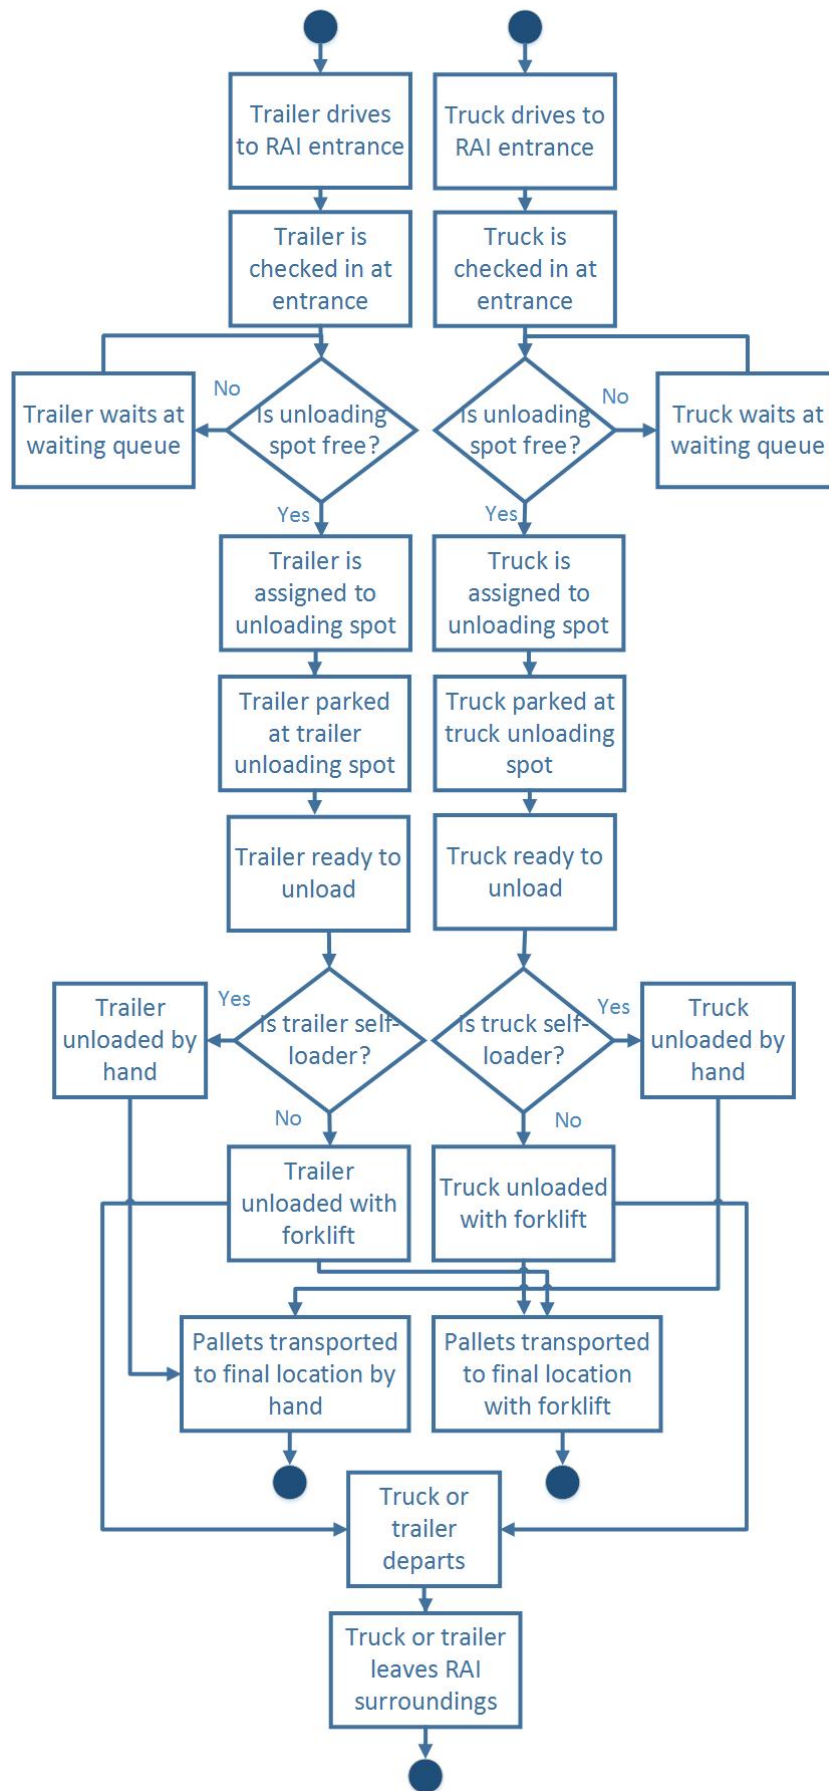 Trailer drives
to RAI entrance
Truck drives to
RAI entrance
Trailer is
checked in at
entrance
Truck is
checked in at
entrance
No
Trailer waits at
waiting queue
Is unloading
spot free?
Is unloading
spot free?
No
Truck waits at
waiting queue
Yes
Yes
Trailer is
assigned to
unloading spot
Truck is
assigned to
unloading spot
Trailer parked
at trailer
unloading spot
Truck parked at
truck unloading
spot
Trailer ready to
unload
Truck ready to
unload
Trailer
unloaded by
hand
Yes
Is trailer self-
loader?
Is truck self-
loader?
Yes
Truck
unloaded by
hand
No
No
Trailer
unloaded with
forklift
Truck unloaded
with forklift
Pallets transported
to final location by
hand
Pallets transported
to final location
with forklift
Truck or
trailer
departs
Truck or trailer
leaves RAI
surroundings